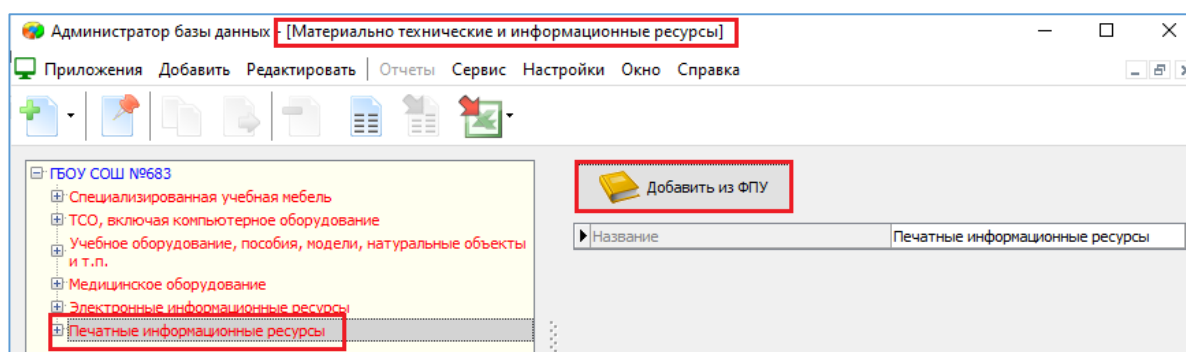 Администратор базы данных - [Материально технические и информационные ресурсы]
Приложения Добавить Редактировать Отчеты Сервис Настройки Окно Справка
ГБОУ СОШ №683
Специализированная учебная мебель
ТСО, включая компьютерное оборудование
Учебное оборудование, пособия, модели, натуральные объекты
и т.п.
Медицинское оборудование
Электронные информационные ресурсы
Печатные информационные ресурсы
Добавить из ФПУ
Название Печатные информационные ресурсы